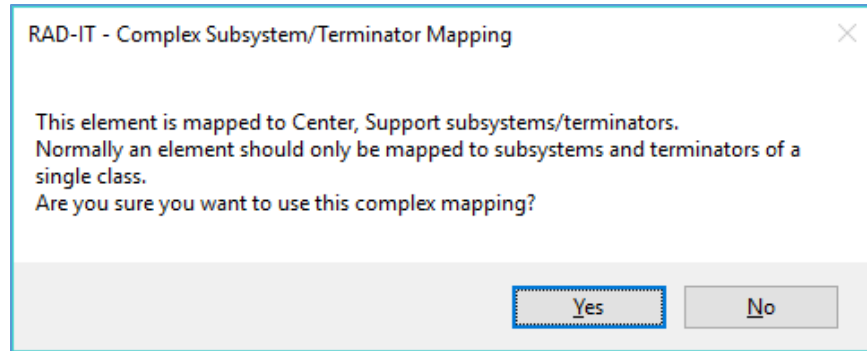 RAD-IT - Complex Subsystem/Terminator Mapping
This element is mapped to Center, Support subsystems/terminators.
Normally an element should only be mapped to subsystems and terminators of a
single class.
Are you sure you want to use this complex mapping?
Yes
No